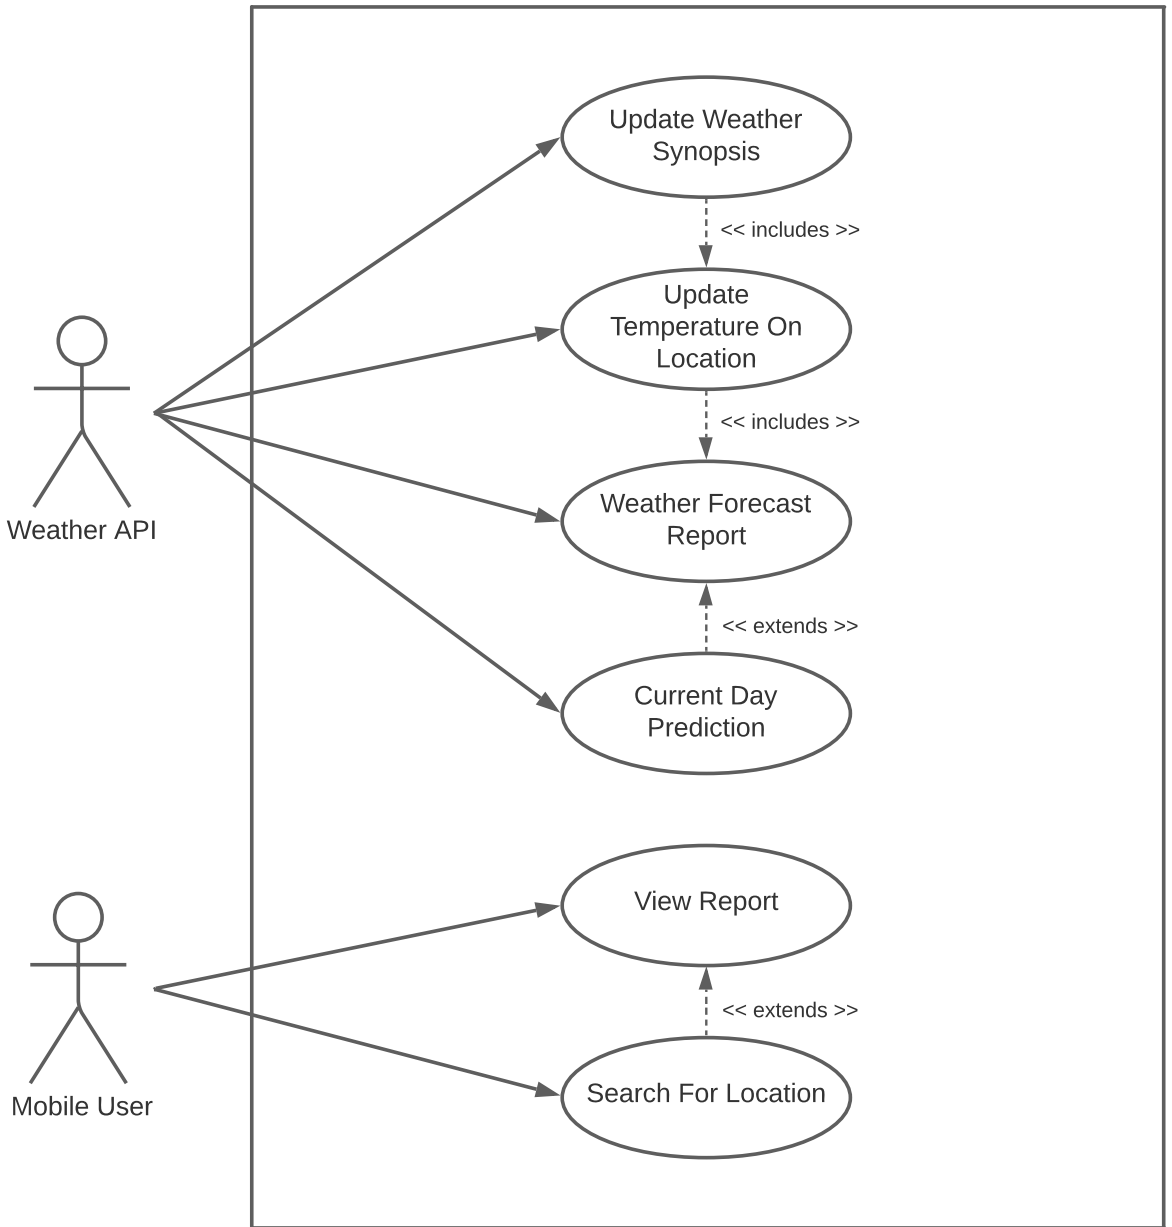 Update Weather
Synopsis
<< includes >>
Update
Temperature On
Location
<< includes >>
Weather Forecast
Report
Weather API
<< extends >>
Current Day
Prediction
View Report
<< extends >>
Search For Location
Mobile User